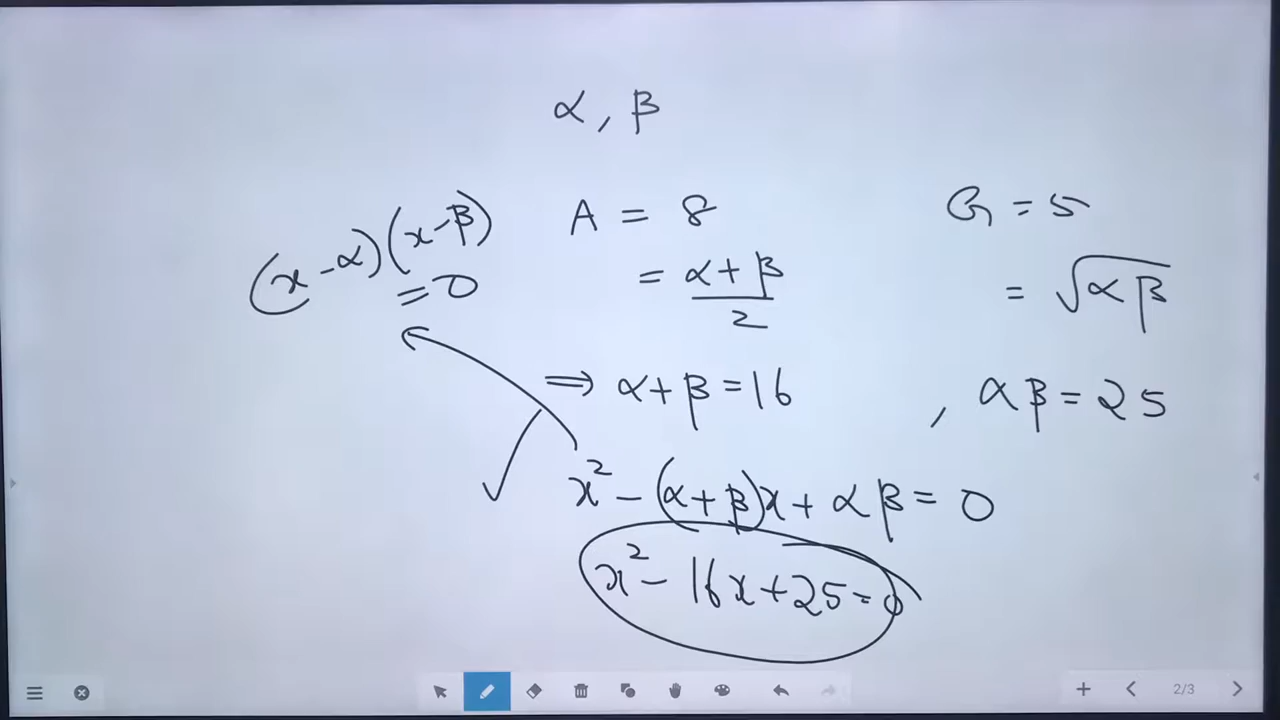 α, β
(x-α)(x-β)
=0
A = 8
= α+β/2
⇒ α+β=16
G = 5
= √αβ
, αβ=25
x² - (α+β)x + αβ = 0
x² - 16x+25=0
2/3